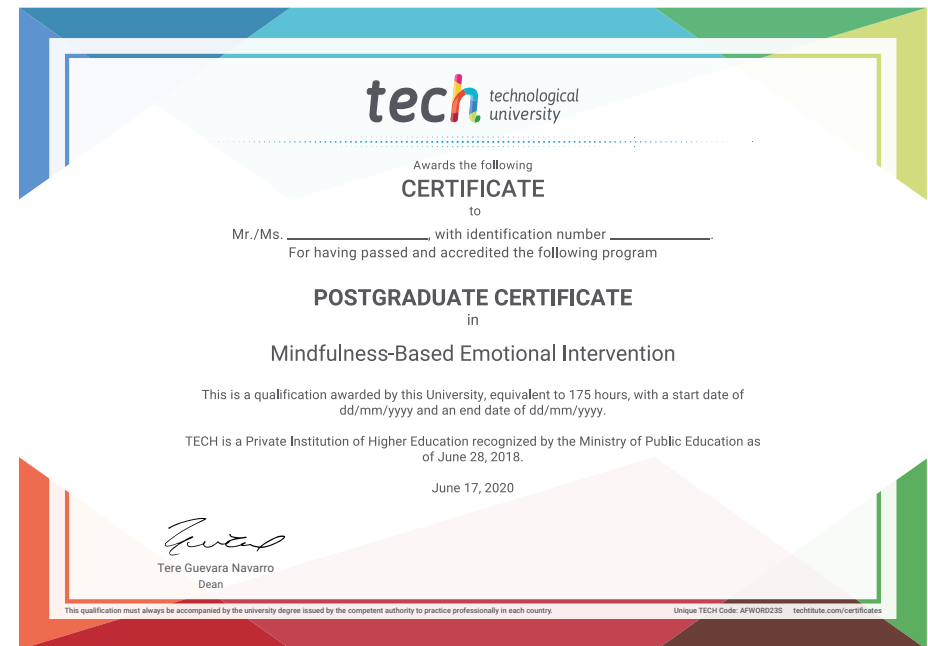 tech technological
university
Awards the following
CERTIFICATE
to
Mr./Ms. ____________________, with identification number ______________.
For having passed and accredited the following program
POSTGRADUATE CERTIFICATE
in
Mindfulness-Based Emotional Intervention
This is a qualification awarded by this University, equivalent to 175 hours, with a start date of
dd/mm/yyyy and an end date of dd/mm/yyyy.
TECH is a Private Institution of Higher Education recognized by the Ministry of Public Education as
of June 28, 2018.
June 17, 2020
Tere Guevara Navarro
Dean
This qualification must always be accompanied by the university degree issued by the competent authority to practice professionally in each country. Unique TECH Code: AFWORD23S techtitute.com/certificates